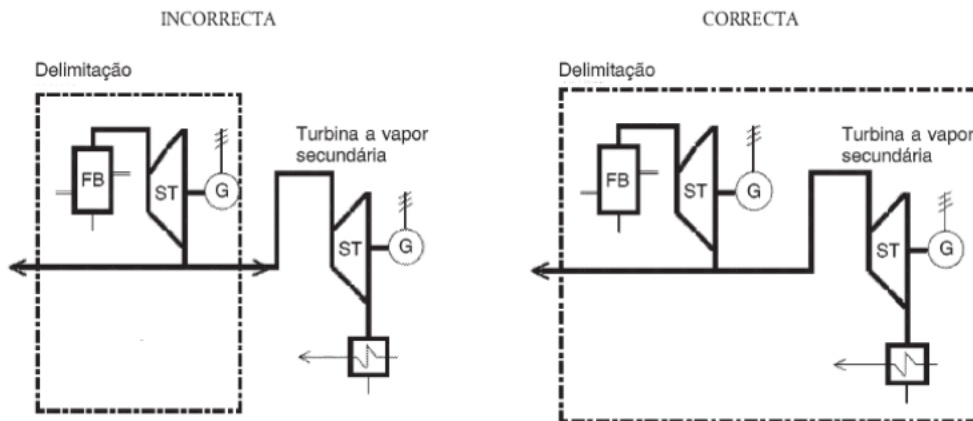 INCORRECTA
CORRECTA
Delimitação
Turbina a vapor
secundária
FB
ST
G
ST
G
Delimitação
Turbina a vapor
secundária
FB
ST
G
ST
G